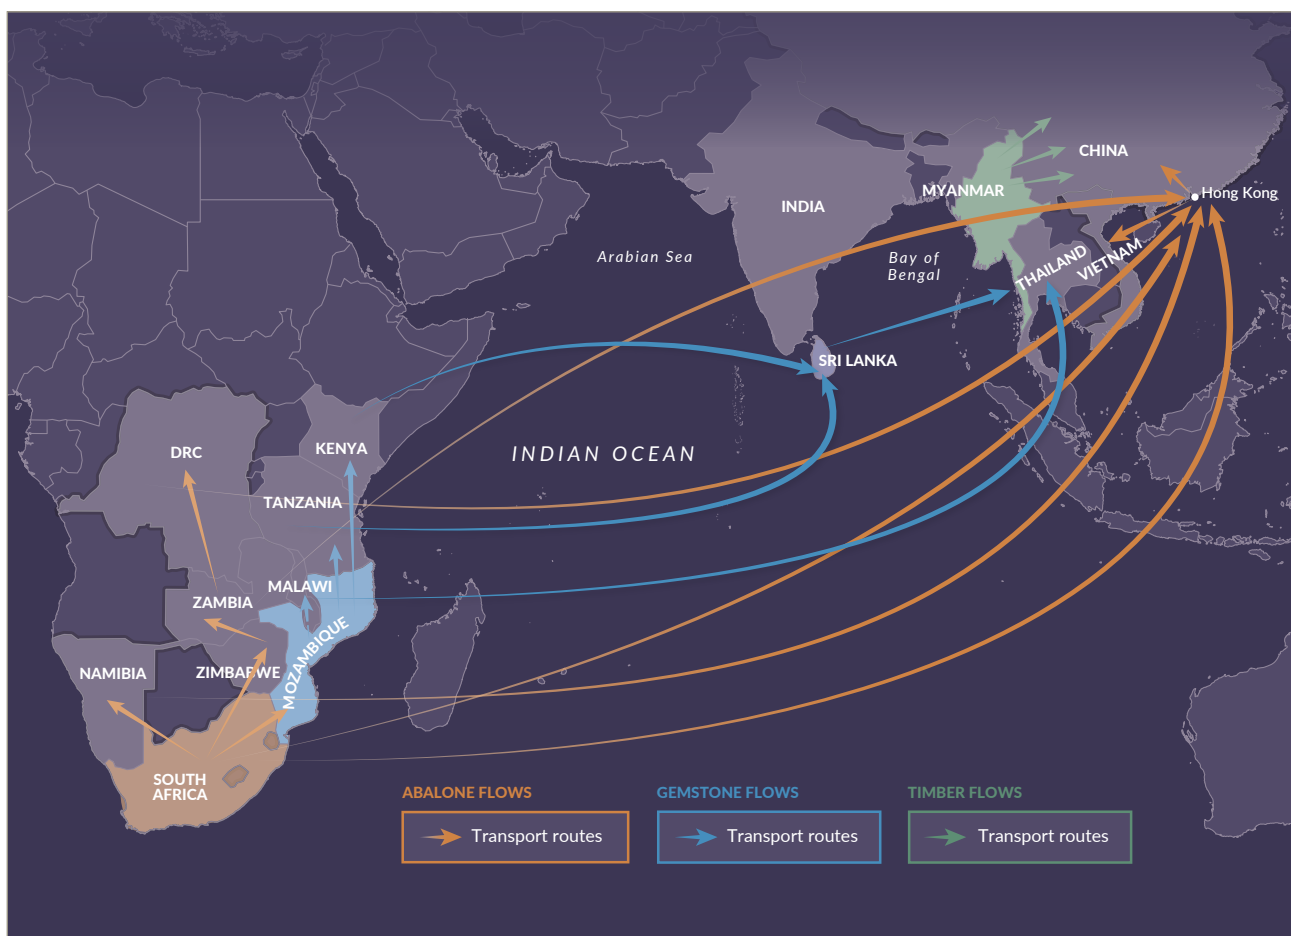 CHINA
MYANMAR
Hong Kong
INDIA
Arabian Sea
Bay of
Bengal
THAILAND
VIETNAM
SRI LANKA
KENYA
DRC
INDIAN OCEAN
TANZANIA
MALAWI
ZAMBIA
MOZAMBIQUE
NAMIBIA
ZIMBABWE
SOUTH
AFRICA
ABALONE FLOWS
Transport routes
GEMSTONE FLOWS
Transport routes
TIMBER FLOWS
Transport routes